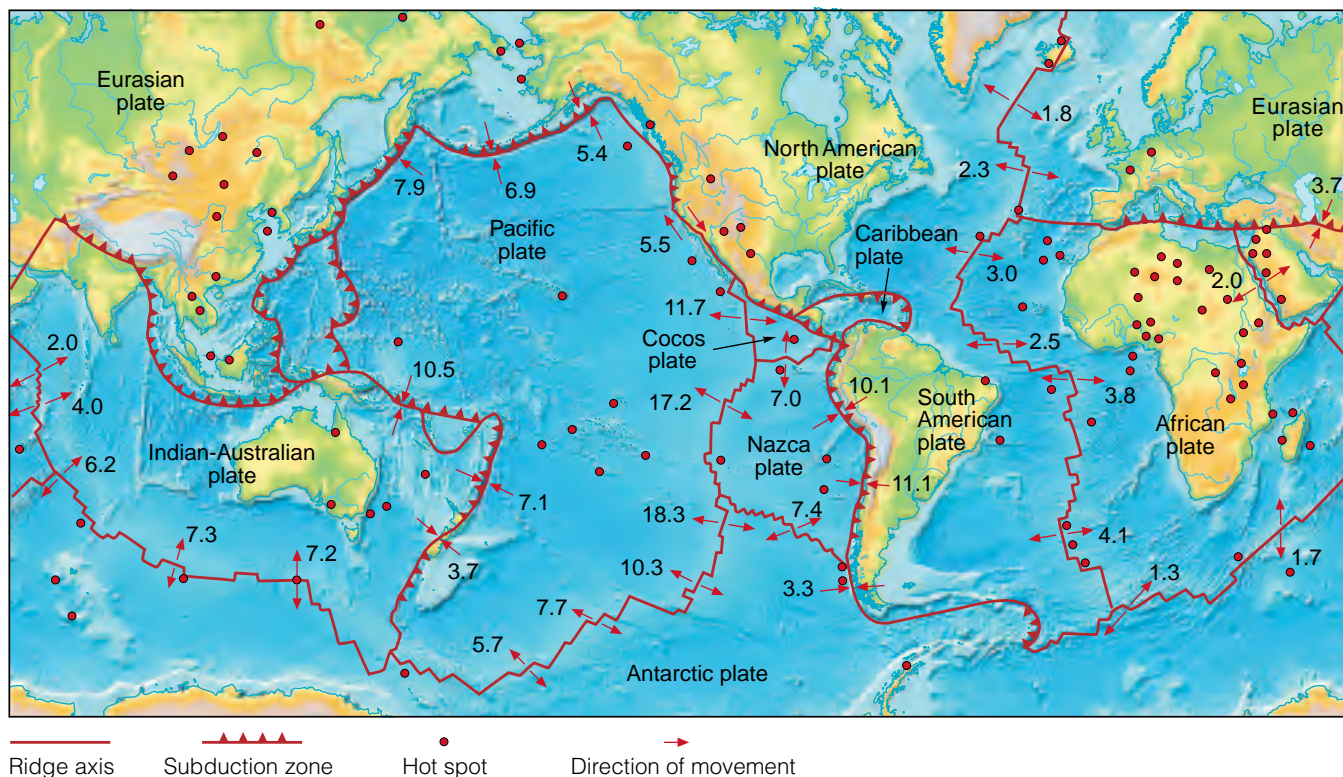 Eurasian
plate
Eurasian
plate
North American
plate
Pacific
plate
Caribbean
plate
Cocos
plate
Nazca
plate
South
American
plate
African
plate
Indian-Australian
plate
Antarctic plate
1.8
2.3
3.7
5.4
7.9
6.9
5.5
3.0
2.0
11.7
2.0
2.5
10.5
10.1
4.0
17.2
7.0
3.8
6.2
7.1
11.1
7.3
7.2
18.3
7.4
4.1
3.7
10.3
3.3
1.3
1.7
7.7
5.7
Ridge axis
Subduction zone
Hot spot
Direction of movement